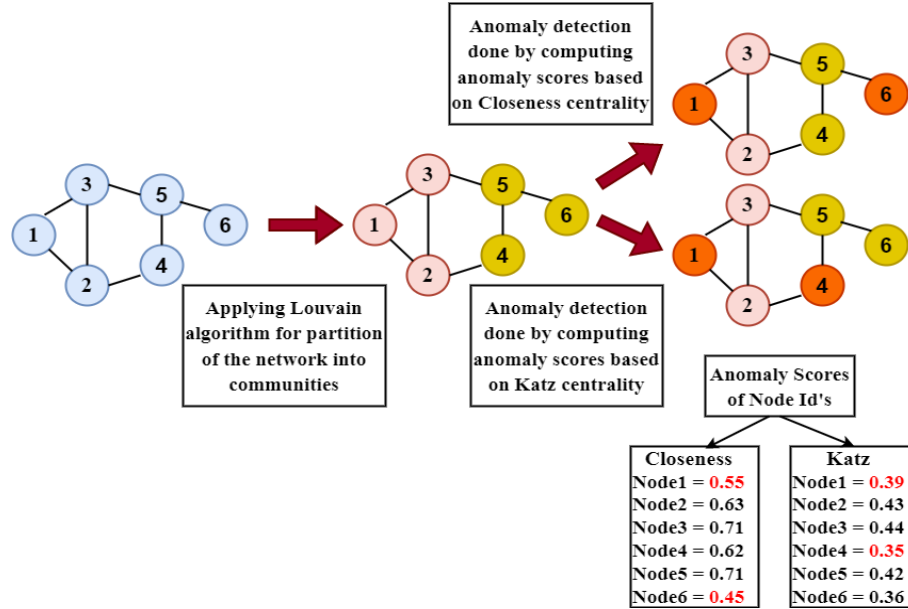 Anomaly detection
done by computing
anomaly scores based
on Closeness centrality
3
5
1
6
2
4
3
5
1
6
2
4
3
5
1
6
2
4
3
5
1
6
2
4
Applying Louvain
algorithm for partition
of the network into
communities
Anomaly detection
done by computing
anomaly scores based
on Katz centrality
Anomaly Scores
of Node Id's
Closeness
Node1 = 0.55
Node2 = 0.63
Node3 = 0.71
Node4 = 0.62
Node5 = 0.71
Node6 = 0.45
Katz
Node1 = 0.39
Node2 = 0.43
Node3 = 0.44
Node4 = 0.35
Node5 = 0.42
Node6 = 0.36